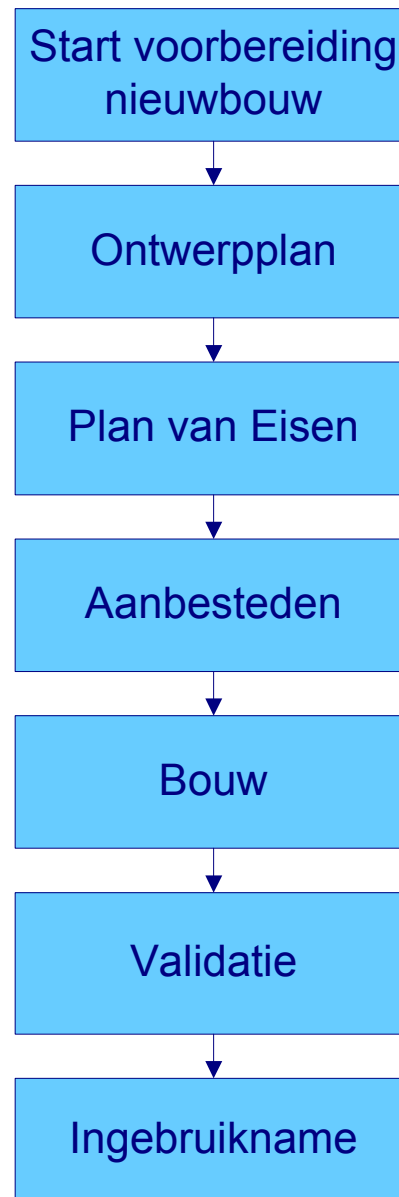 Start voorbereiding
nieuwbouw
Ontwerpplan
Plan van Eisen
Aanbesteden
Bouw
Validatie
Ingebruikname